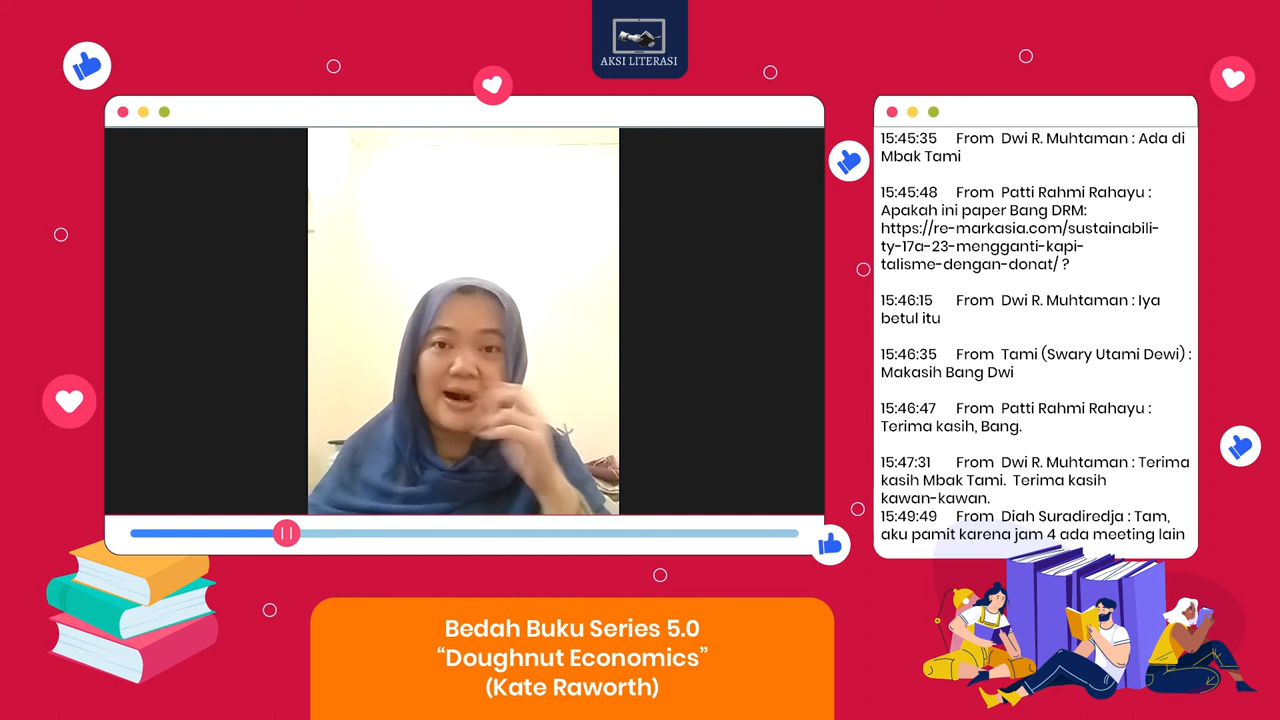 AKSI LITERASI
15:45:35 From Dwi R. Muhtaman : Ada di
Mbak Tami
15:45:48 From Patti Rahmi Rahayu :
Apakah ini paper Bang DRM:
https://re-markasia.com/sustainabili-
ty-17a-23-mengganti-kapi-
talisme-dengan-donat/ ?
15:46:15 From Dwi R. Muhtaman : Iya
betul itu
15:46:35 From Tami (Swary Utami Dewi) :
Makasih Bang Dwi
15:46:47 From Patti Rahmi Rahayu :
Terima kasih, Bang.
15:47:31 From Dwi R. Muhtaman : Terima
kasih Mbak Tami. Terima kasih
kawan-kawan.
15:49:49 From Diah Suradiredja : Tam,
aku pamit karena jam 4 ada meeting lain
Bedah Buku Series 5.0
“Doughnut Economics”
(Kate Raworth)